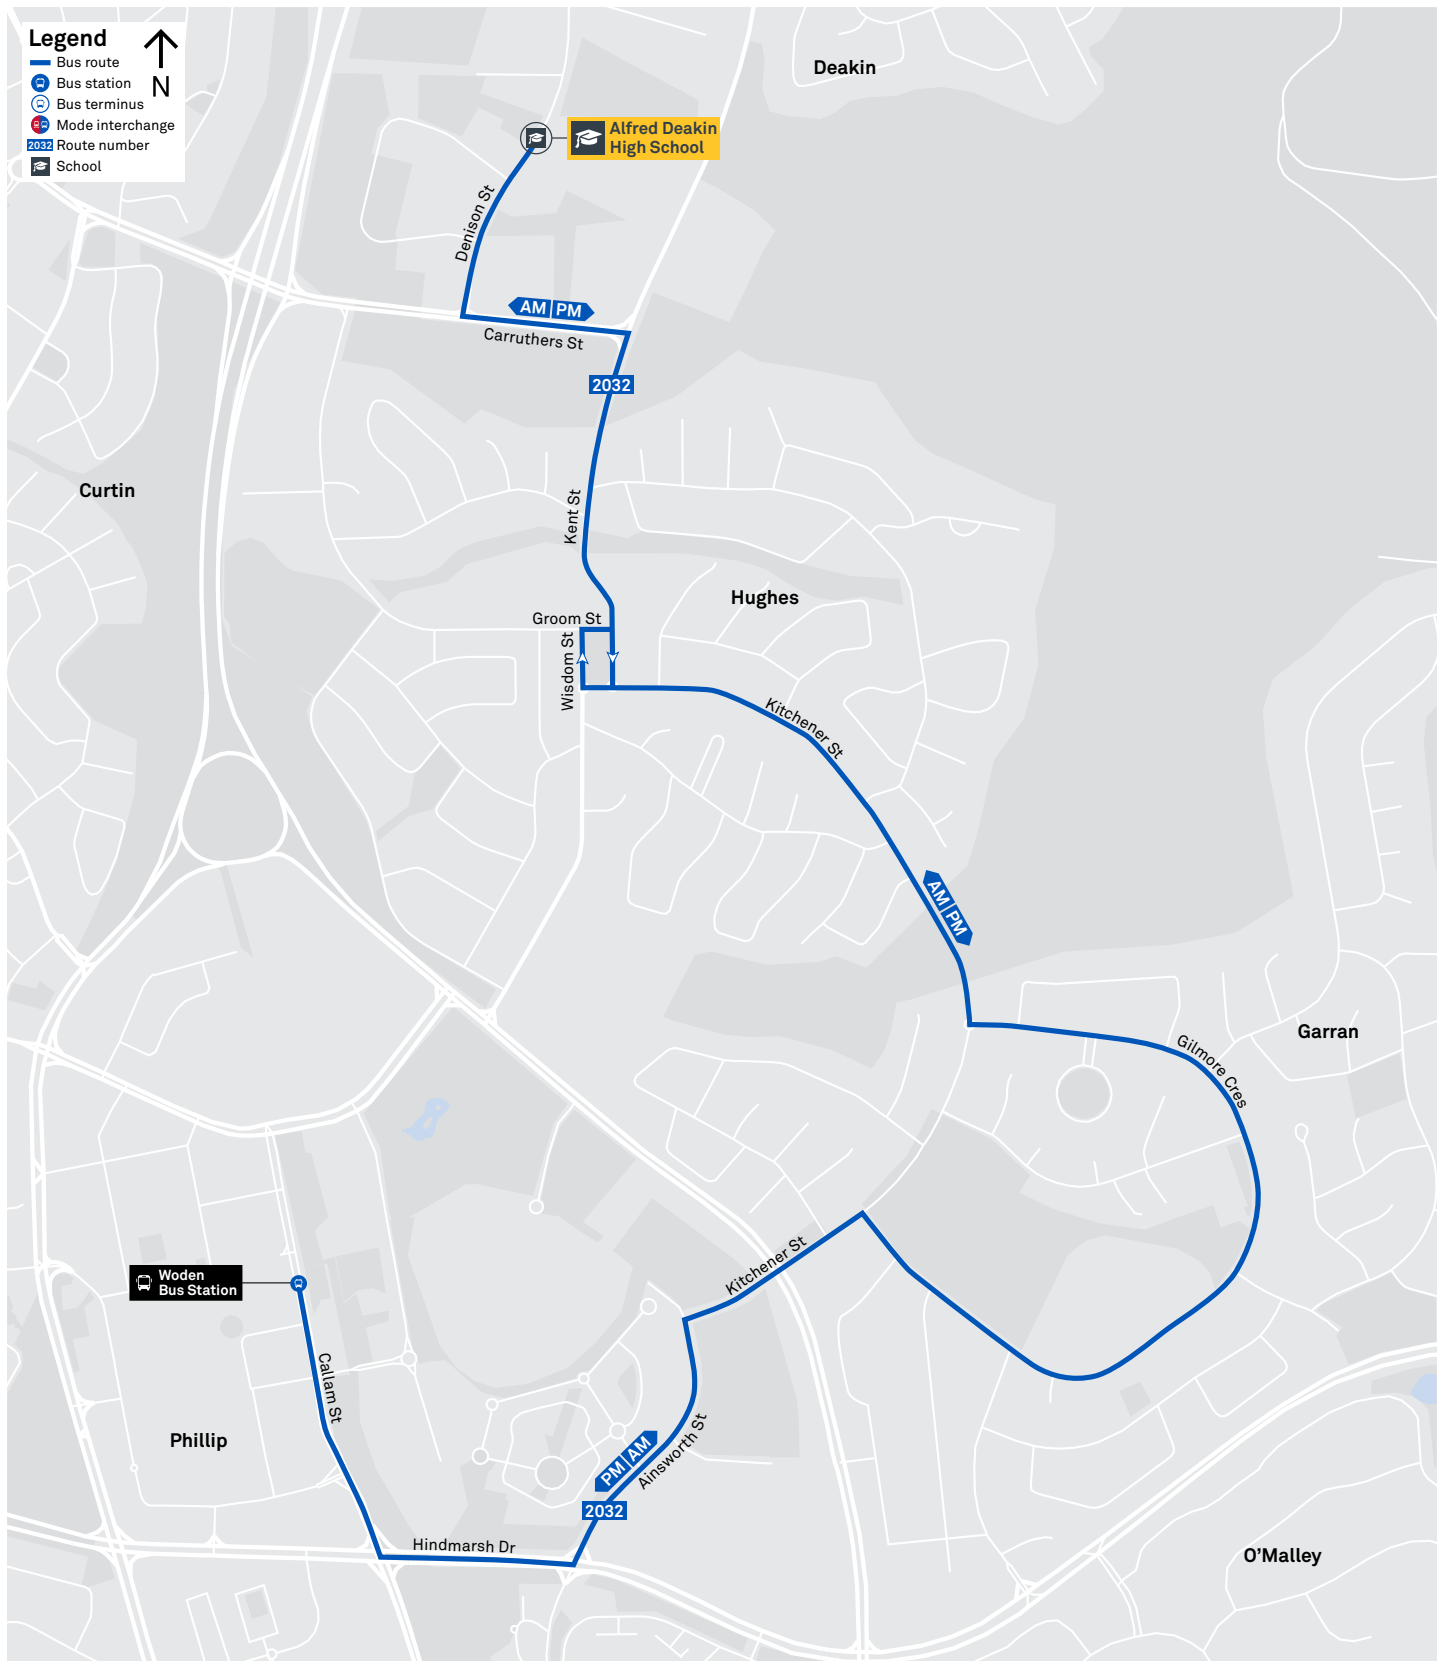 Legend
N
Bus route
Bus station
Bus terminus
Mode interchange
2032 Route number
School
Deakin
Alfred Deakin
High School
Denison St
AM PM
Carruthers St
2032
Curtin
Kent St
Hughes
Groom St
Wisdom St
Kitchener St
AM PM
Garran
Gilmore Cres
Kitchener St
Woden
Bus Station
Callam St
Phillip
PM AM
Ainsworth St
2032
Hindmarsh Dr
O'Malley